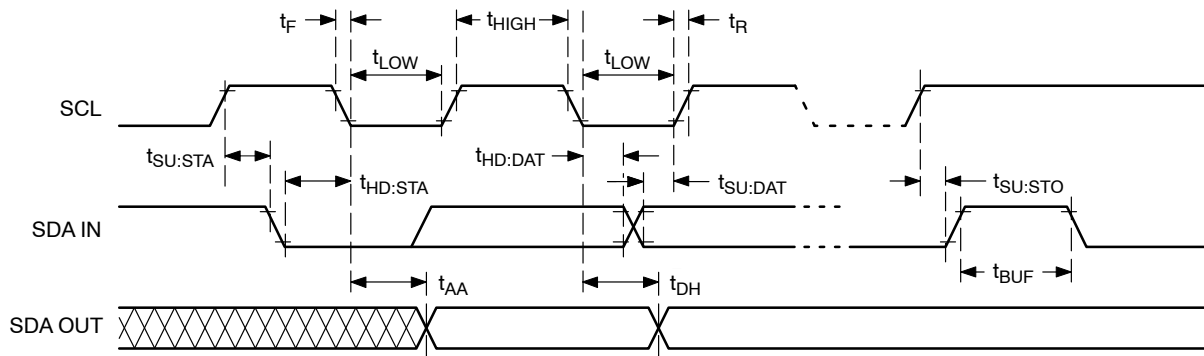 tF
tHIGH
tR
tLOW
tLOW
SCL
tSU:STA
tHD:STA
tHD:DAT
tSU:DAT
tSU:STO
SDA IN
tAA
tDH
tBUF
SDA OUT